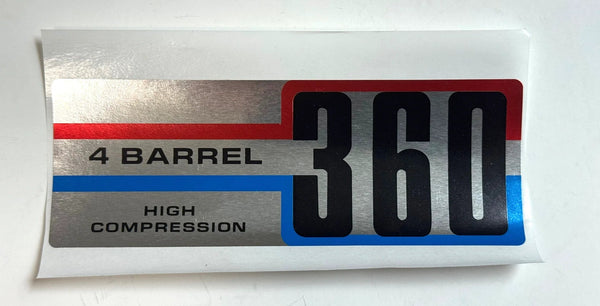 4 BARREL
360
HIGH
COMPRESSION